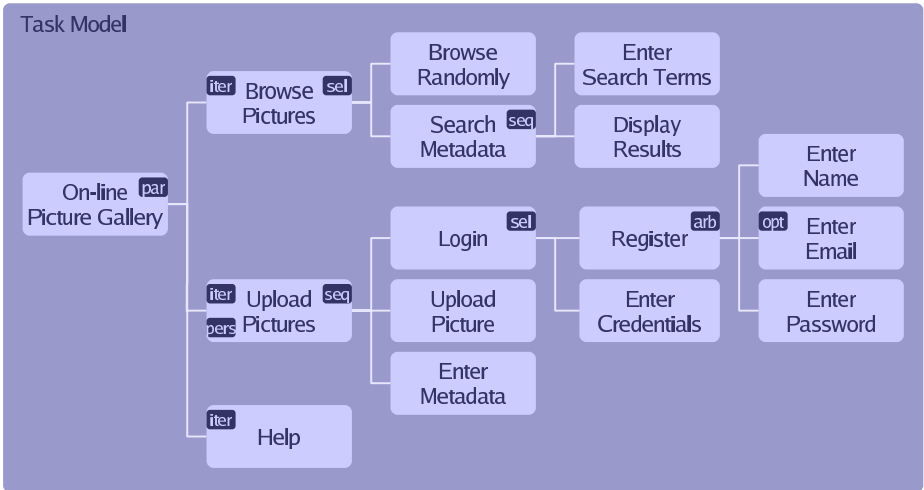 Task Model
On-line
Picture Gallery
par
iter
Browse
Pictures
sel
Browse
Randomly
Search
Metadata
seq
Enter
Search Terms
Display
Results
iter
pers
Upload
Pictures
seq
Login
sel
Register
arb
Enter
Name
opt
Enter
Email
Enter
Password
Enter
Credentials
Upload
Picture
Enter
Metadata
iter
Help